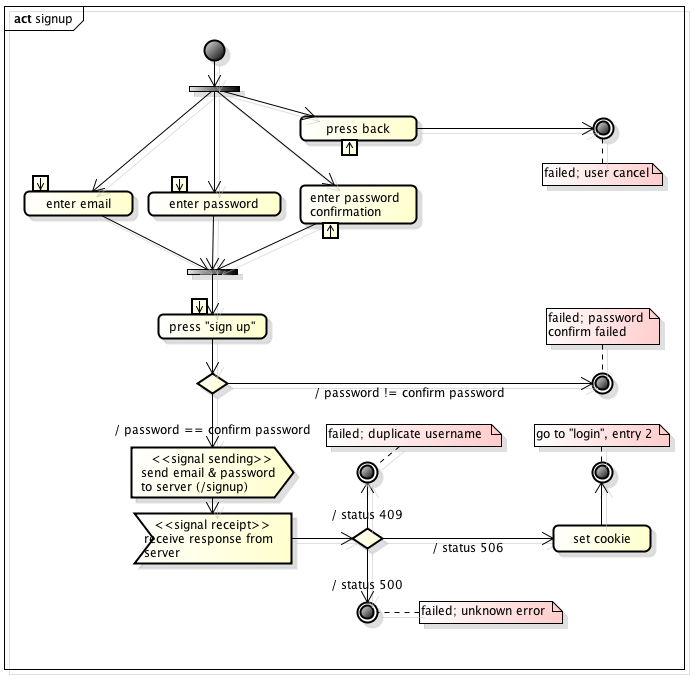 act signup
press back
failed; user cancel
enter email
enter password
enter password
confirmation
press "sign up"
failed; password
confirm failed
/ password != confirm password
/ password == confirm password
failed; duplicate username
go to "login", entry 2
<<signal sending>>
send email & password
to server (/signup)
/ status 409
<<signal receipt>>
receive response from
server
/ status 506
set cookie
/ status 500
failed; unknown error